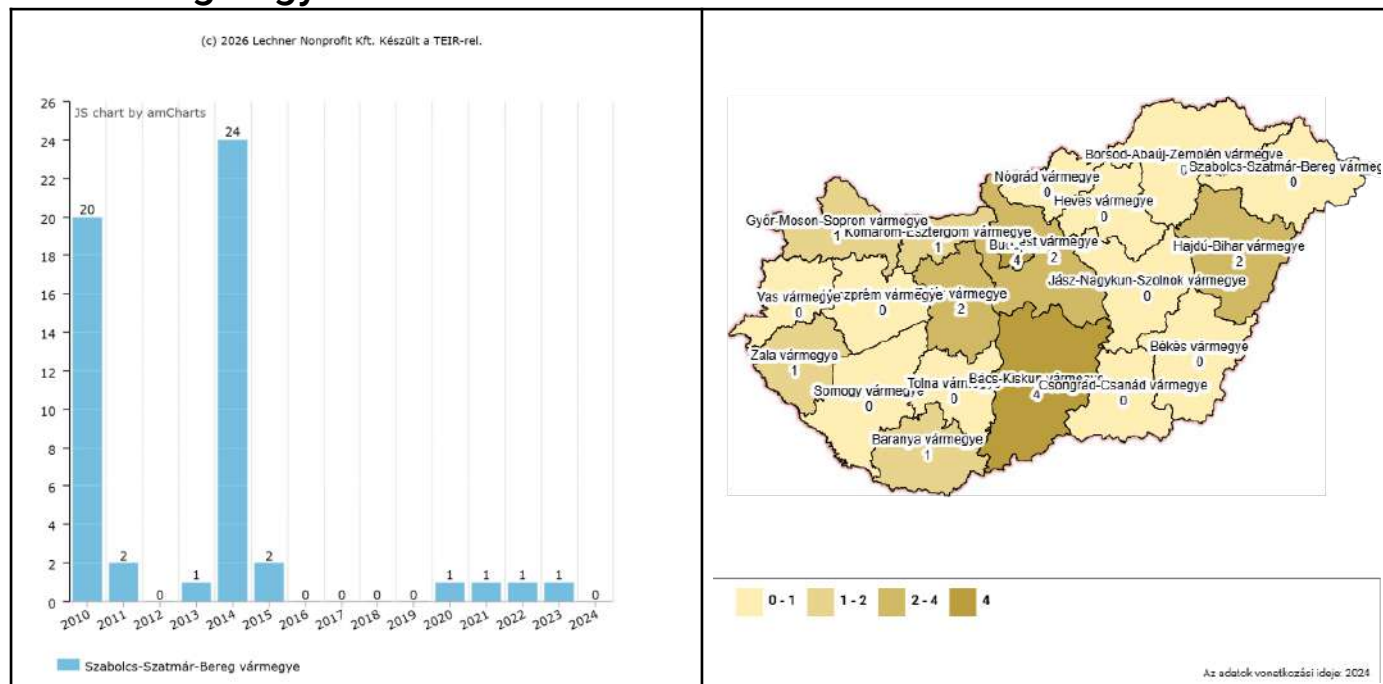 (c) 2026 Lechner Nonprofit Kft. Készült a TEIR-rel.
JS chart by amCharts
26
24
22
20
18
16
14
12
10
8
6
4
2
0
20
2
0
1
24
2
0
0
0
0
1
1
1
1
0
2010
2011
2012
2013
2014
2015
2016
2017
2018
2019
2020
2021
2022
2023
2024
Szabolcs-Szatmár-Bereg vármegye
Borsod-Abaúj-Zemplén vármegye
0
Szabolcs-Szatmár-Bereg
0
Nógrád vármegye
0
Heves vármegye
0
Győr-Moson-Sopron vármegye
1
Komárom-Esztergom vármegye
1
vármegye
4
2
Hajdú-Bihar vármegye
2
Jász-Nagykun-Szolnok vármegye
0
Vas vármegye
0
vármegye
0
vármegye
2
Zala vármegye
1
Békés vármegye
0
Somogy vármegye
0
Tolna
0
Bács-Kiskun
4
Csongrád-Csanád vármegye
0
Baranya vármegye
1
0 - 1
1 - 2
2 - 4
4
Az adatok vonatkozási ideje: 2024